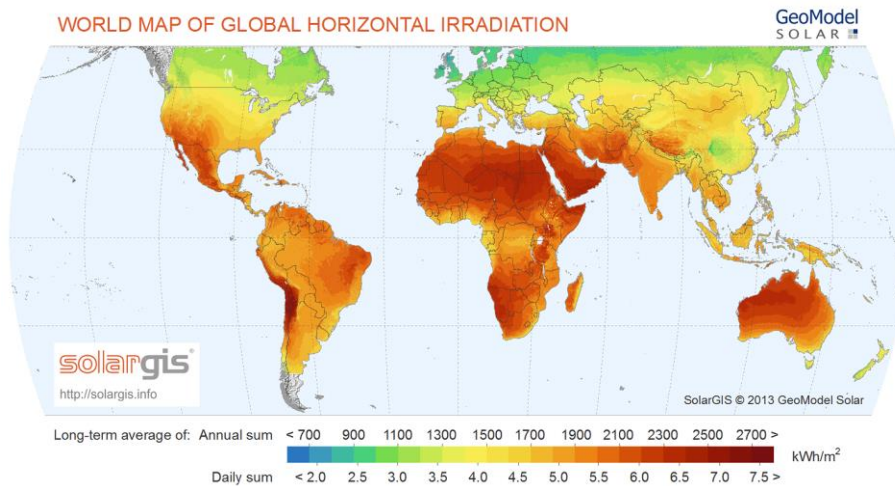 WORLD MAP OF GLOBAL HORIZONTAL IRRADIATION
GeoModel
SOLAR
solargis®
http://solargis.info
SolarGIS © 2013 GeoModel Solar
Long-term average of: Annual sum < 700 900 1100 1300 1500 1700 1900 2100 2300 2500 2700 >
kWh/m²
Daily sum < 2.0 2.5 3.0 3.5 4.0 4.5 5.0 5.5 6.0 6.5 7.0 7.5 >